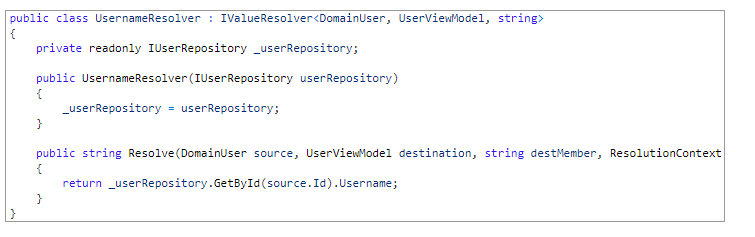 public class UsernameResolver : IValueResolver<DomainUser, UserViewModel, string>
{
    private readonly IUserRepository _userRepository;

    public UsernameResolver(IUserRepository userRepository)
    {
        _userRepository = userRepository;
    }

    public string Resolve(DomainUser source, UserViewModel destination, string destMember, ResolutionContext
    {
        return _userRepository.GetById(source.Id).Username;
    }
}